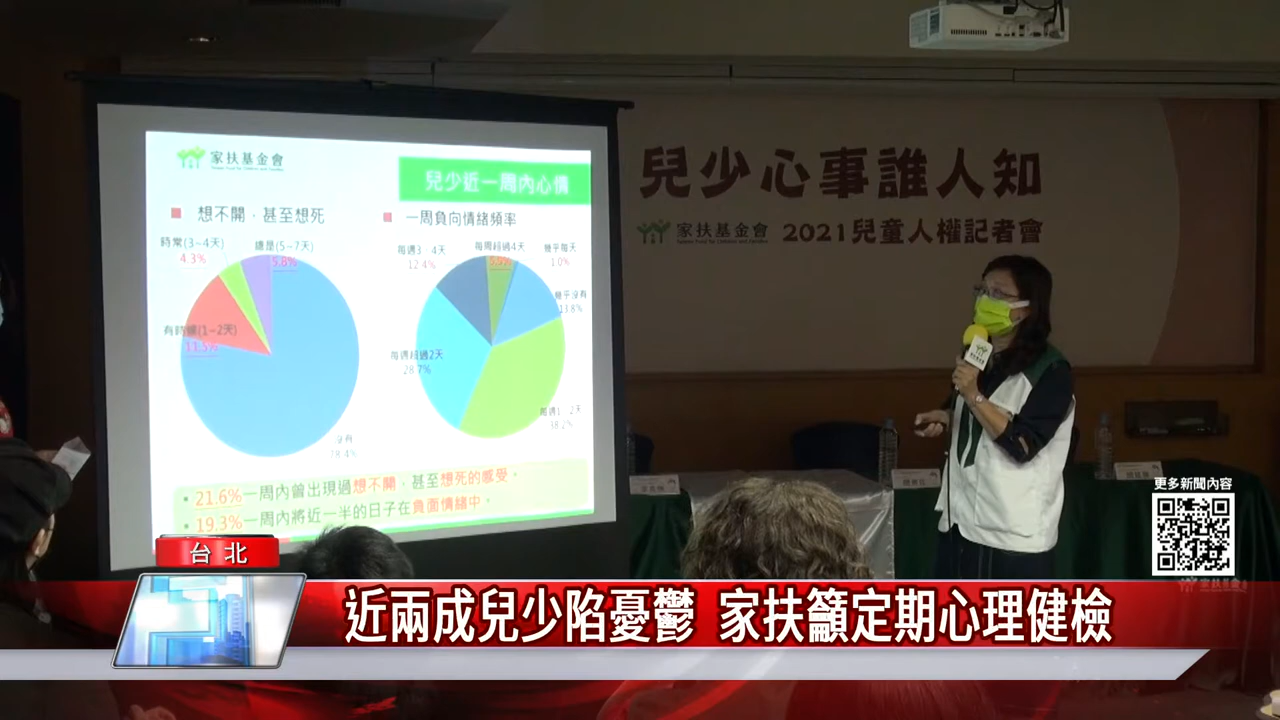 家扶基金會
兒少近一周內心情
想不開，甚至想死
一周負向情緒頻率
時常(3~4天)
4.3%
總是(5~7天)
5.8%
有時候(1~2天)
11.5%
沒有
78.4%
每週3、4天
12.4%
每周超過4天
5.9%
幾乎每天
1.0%
幾乎沒有
13.8%
每週超過2天
28.7%
每週1、2天
38.2%
• 21.6%一周內曾出現過想不開，甚至想死的感受。
• 19.3%一周內將近一半的日子在負面情緒中。
兒少心事誰人知
家扶基金會 2021兒童人權記者會
更多新聞內容
台北
近兩成兒少陷憂鬱 家扶籲定期心理健檢